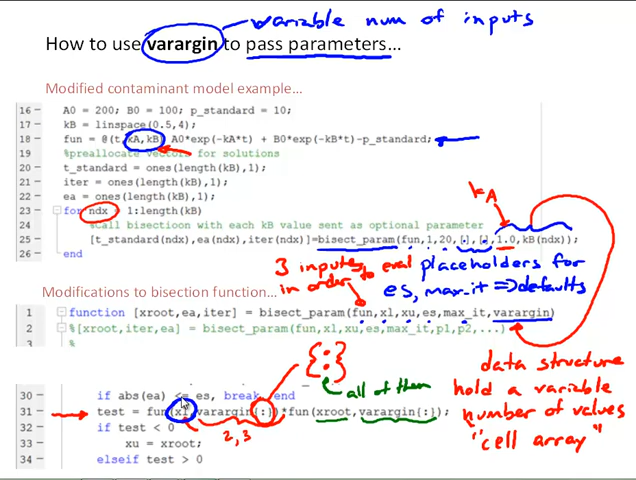 variable num of inputs
How to use varargin to pass parameters...
Modified contaminant model example...
16 - A0 = 200; B0 = 100; p_standard = 10;
17 - kB = linspace(0.5,4);
18 - fun = @(t,kA,kB) A0*exp(-kA*t) + B0*exp(-kB*t)-p_standard;
19 %preallocate vectors for solutions
20 - t_standard = ones(length(kB),1);
21 - iter = ones(length(kB),1);
22 - ea = ones(length(kB),1);
23 - for ndx = 1:length(kB)
kA
24 %call bisectioon with each kB value sent as optional parameter
25 - [t_standard(ndx),ea(ndx),iter(ndx)]=bisect_param(fun,1,20,[],[],1.0,kB(ndx));
26 - end
3 inputs to eval
in order
placeholders for
es, max_it => defaults
Modifications to bisection function...
1 function [xroot,ea,iter] = bisect_param(fun,xl,xu,es,max_it,varargin)
2 %[xroot,iter,ea] = bisect_param(fun,xl,xu,es,max_it,p1,p2,...)
3 %
{:}
all of them
data structure
hold a variable
number of values
"cell array"
30 - if abs(ea) <= es, break, end
31 - test = fun(xl,varargin{:})*fun(xroot,varargin{:});
2, 3
32 - if test < 0
33 - xu = xroot;
34 - elseif test > 0